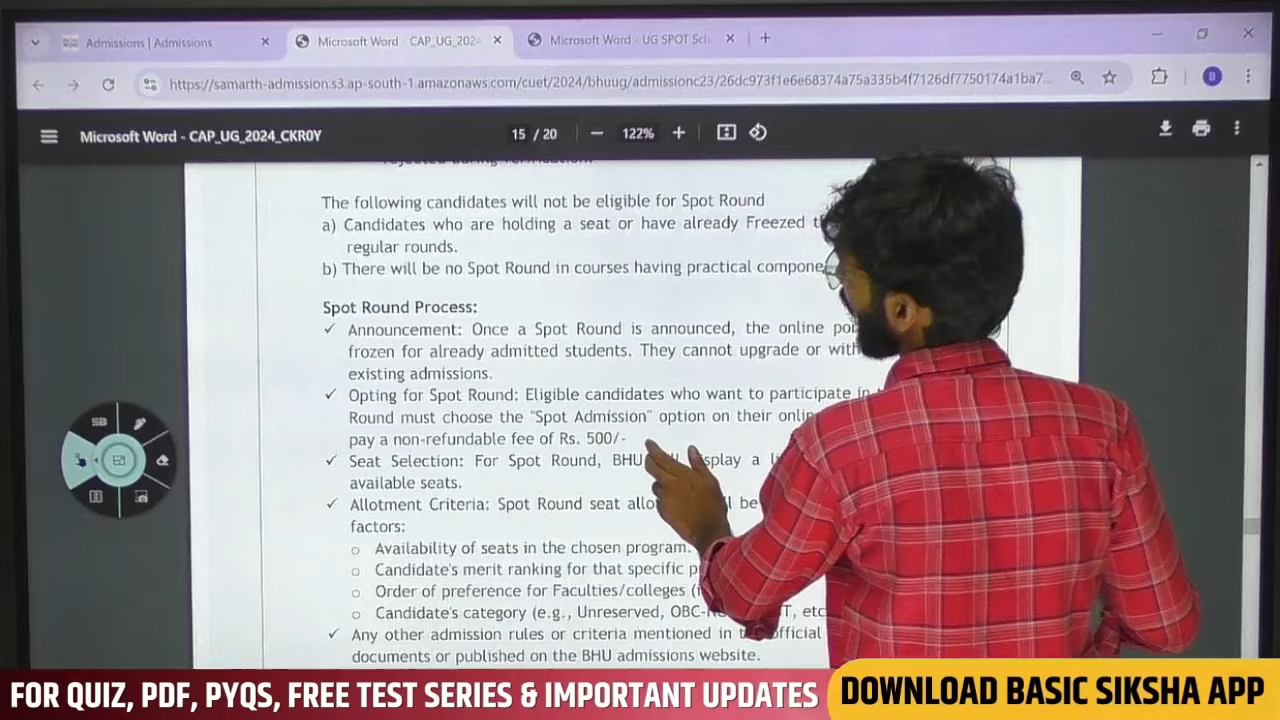 Admissions | Admissions
Microsoft Word - CAP_UG_202
Microsoft Word - UG SPOT Sch
https://samarth-admission.s3.ap-south-1.amazonaws.com/cuet/2024/bhuug/admissionc23/26dc973f1e6e68374a75a335b4f7126df7750174a1ba7...
B
Microsoft Word - CAP_UG_2024_CKR0Y
15 / 20
122%
The following candidates will not be eligible for Spot Round
a) Candidates who are holding a seat or have already Freezed
regular rounds.
b) There will be no Spot Round in courses having practical
Spot Round Process:
✓ Announcement: Once a Spot Round is announced, the online
frozen for already admitted students. They cannot upgrade or
existing admissions.
✓ Opting for Spot Round: Eligible candidates who want to participate in
Round must choose the "Spot Admission" option on their
pay a non-refundable fee of Rs. 500/-
SB
✓ Seat Selection: For Spot Round, BHU display a
available seats.
✓ Allotment Criteria: Spot Round seat be
factors:
o Availability of seats in the chosen program.
o Candidate's merit ranking for that specific
o Order of preference for Faculties/colleges
o Candidate's category (e.g., Unreserved, etc
✓ Any other admission rules or criteria mentioned in official
documents or published on the BHU admissions website.
FOR QUIZ, PDF, PYQS, FREE TEST SERIES & IMPORTANT UPDATES
DOWNLOAD BASIC SIKSHA APP